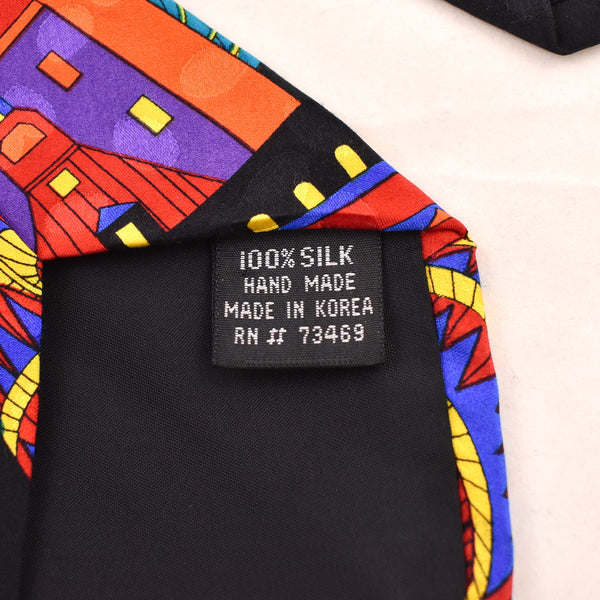 100% SILK
HAND MADE
MADE IN KOREA
RN # 73469